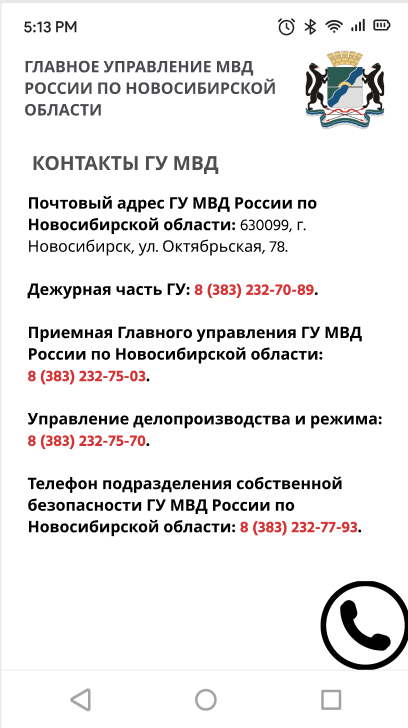 5:13 PM
ГЛАВНОЕ УПРАВЛЕНИЕ МВД
РОССИИ ПО НОВОСИБИРСКОЙ
ОБЛАСТИ
КОНТАКТЫ ГУ МВД
Почтовый адрес ГУ МВД России по
Новосибирской области: 630099, г.
Новосибирск, ул. Октябрьская, 78.
Дежурная часть ГУ: 8 (383) 232-70-89.
Приемная Главного управления ГУ МВД
России по Новосибирской области:
8 (383) 232-75-03.
Управление делопроизводства и режима:
8 (383) 232-75-70.
Телефон подразделения собственной
безопасности ГУ МВД России по
Новосибирской области: 8 (383) 232-77-93.